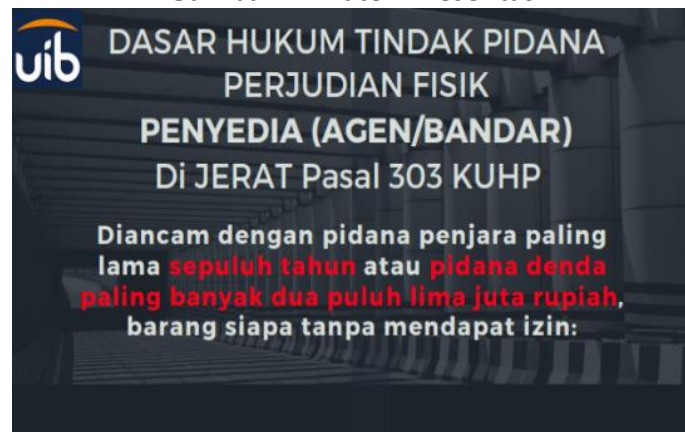 uib
DASAR HUKUM TINDAK PIDANA
PERJUDIAN FISIK
PENYEDIA (AGEN/BANDAR)
Di JERAT Pasal 303 KUHP
Diancam dengan pidana penjara paling
lama sepuluh tahun atau pidana denda
paling banyak dua puluh lima juta rupiah,
barang siapa tanpa mendapat izin: